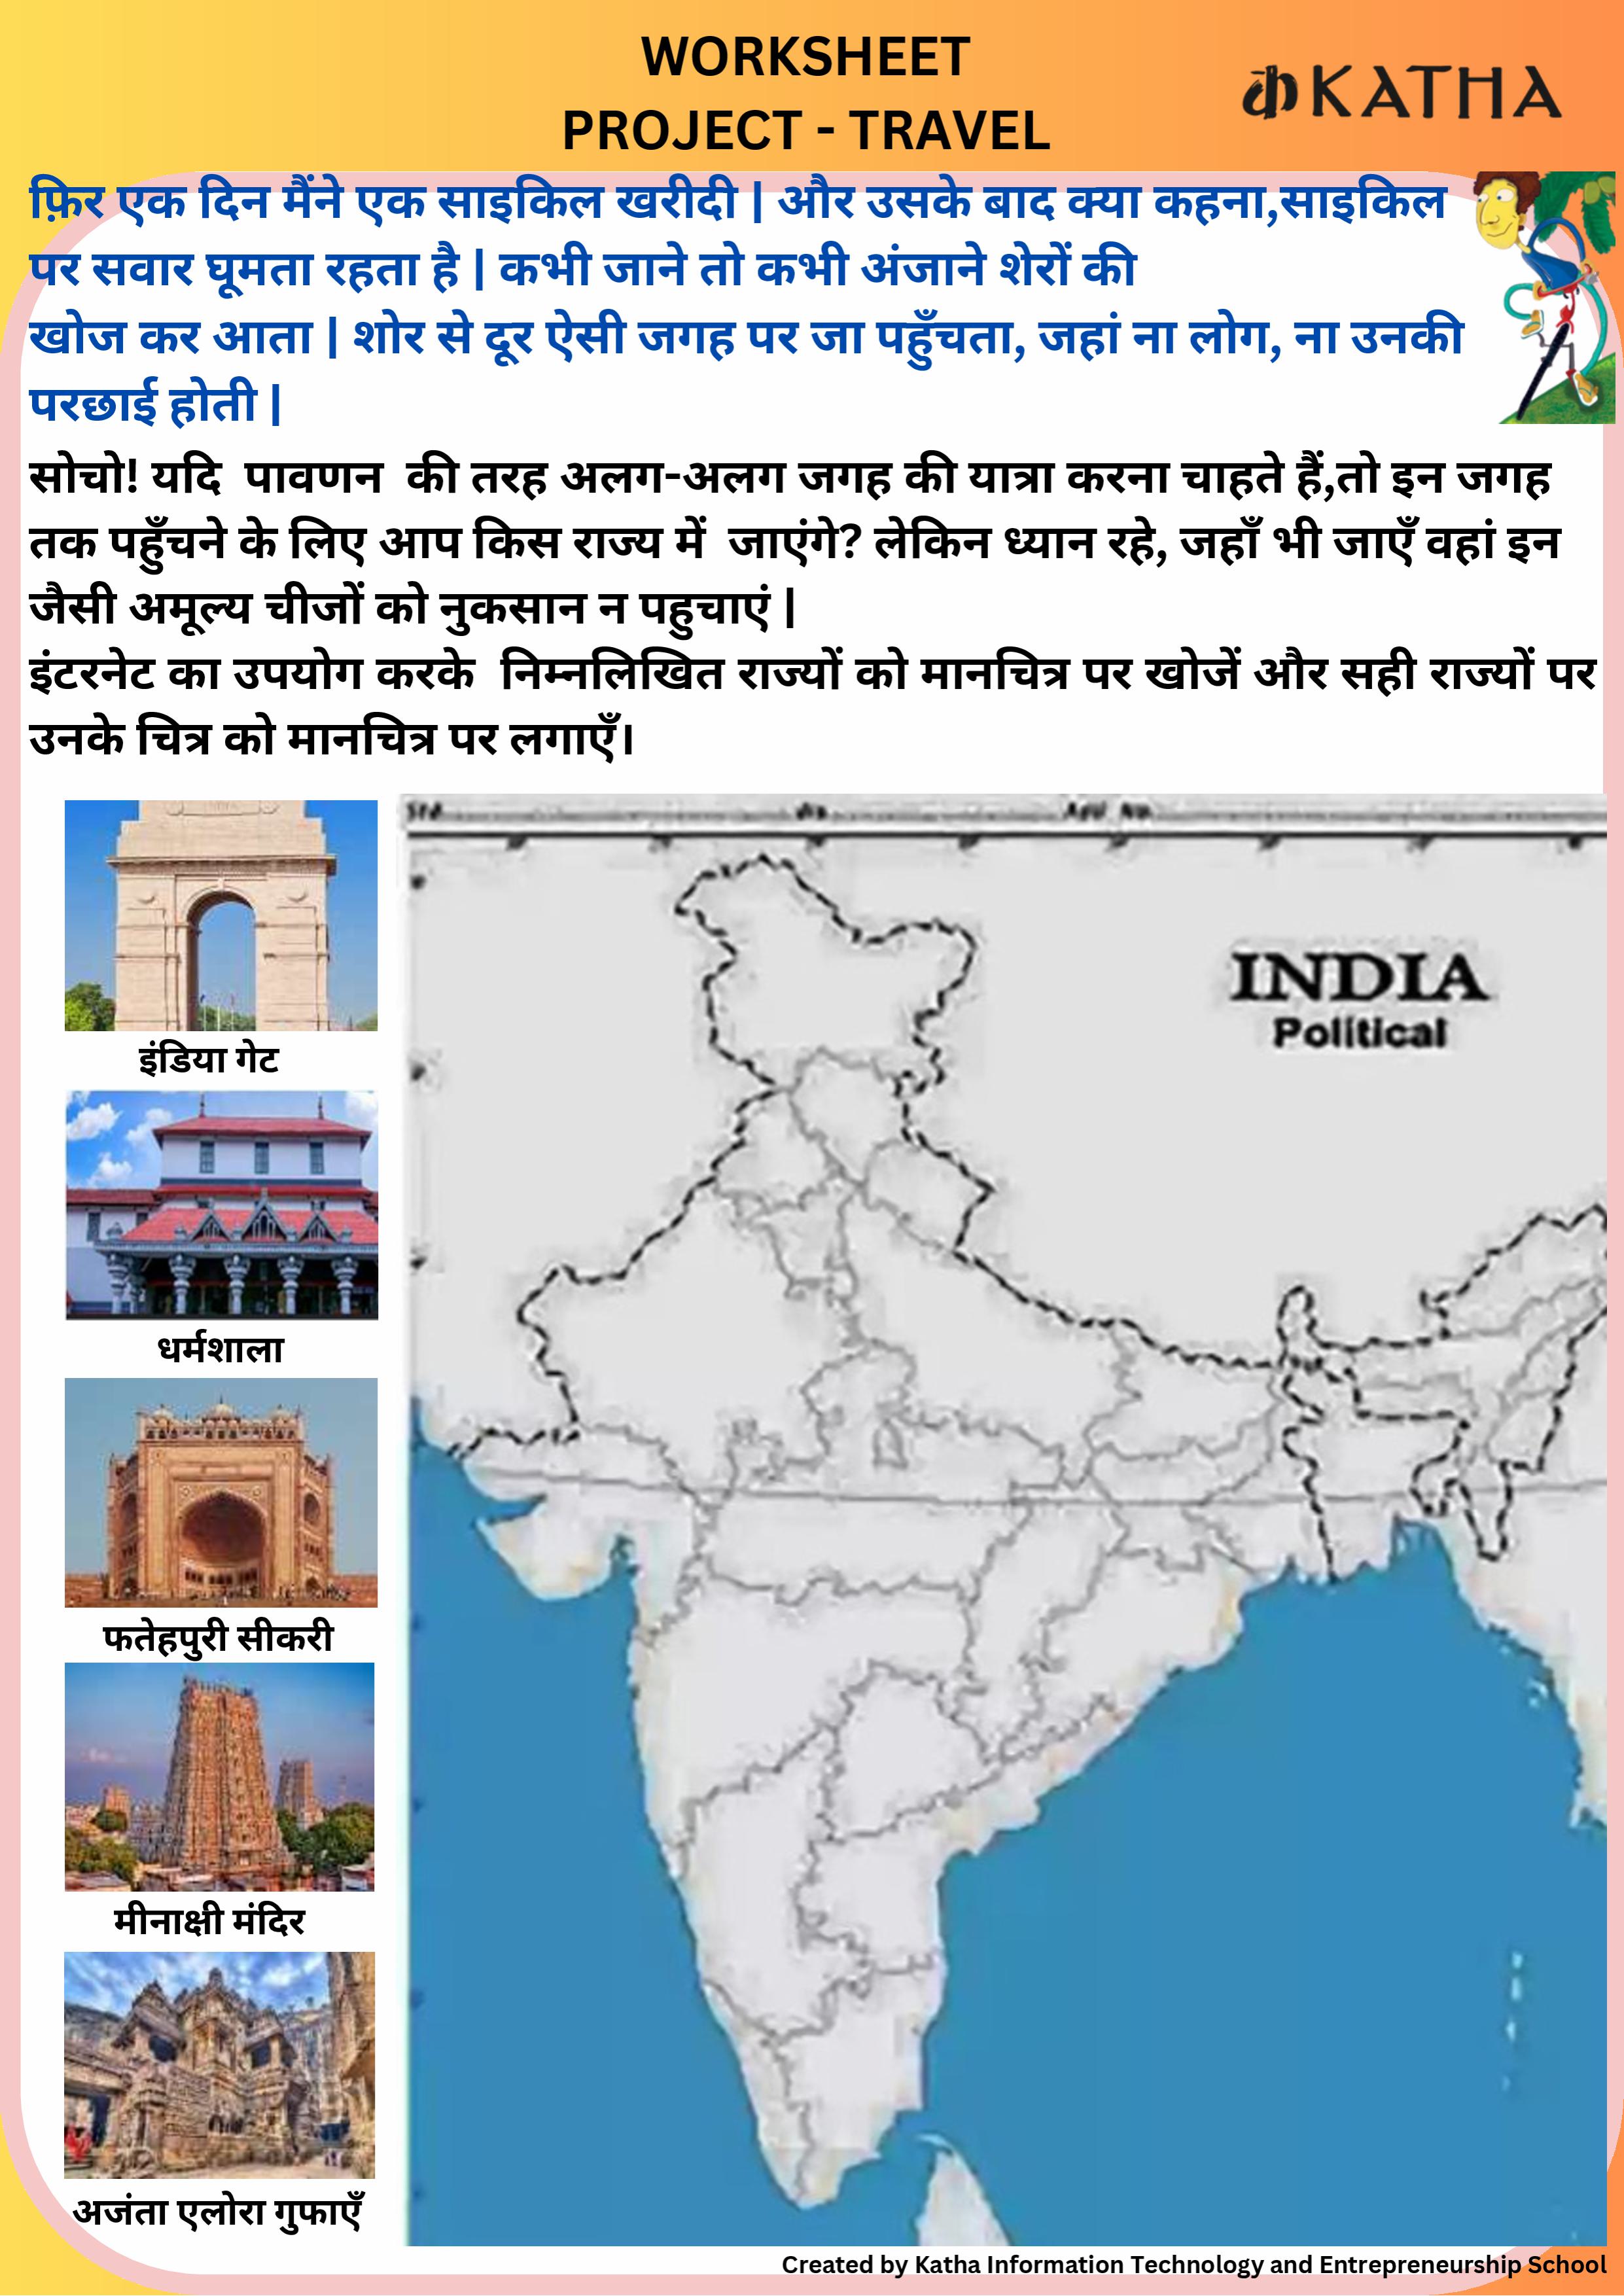 WORKSHEET
PROJECT - TRAVEL
क KATHA
फ़िर एक दिन मैंने एक साइकिल खरीदी | और उसके बाद क्या कहना,साइकिल
पर सवार घूमता रहता है | कभी जाने तो कभी अंजाने शेरों की
खोज कर आता | शोर से दूर ऐसी जगह पर जा पहुँचता, जहां ना लोग, ना उनकी
परछाई होती |
सोचो! यदि पावणन की तरह अलग-अलग जगह की यात्रा करना चाहते हैं,तो इन जगह
तक पहुँचने के लिए आप किस राज्य में जाएंगे? लेकिन ध्यान रहे, जहाँ भी जाएँ वहां इन
जैसी अमूल्य चीजों को नुकसान न पहुचाएं |
इंटरनेट का उपयोग करके निम्नलिखित राज्यों को मानचित्र पर खोजें और सही राज्यों पर
उनके चित्र को मानचित्र पर लगाएँ।
INDIA
Political
इंडिया गेट
धर्मशाला
फतेहपुरी सीकरी
मीनाक्षी मंदिर
अजंता एलोरा गुफाएँ
Created by Katha Information Technology and Entrepreneurship School